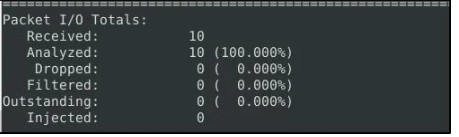 ===============================================================
Packet I/O Totals:
   Received:           10
   Analyzed:           10 (100.000%)
    Dropped:            0 (  0.000%)
   Filtered:            0 (  0.000%)
Outstanding:            0 (  0.000%)
   Injected:            0